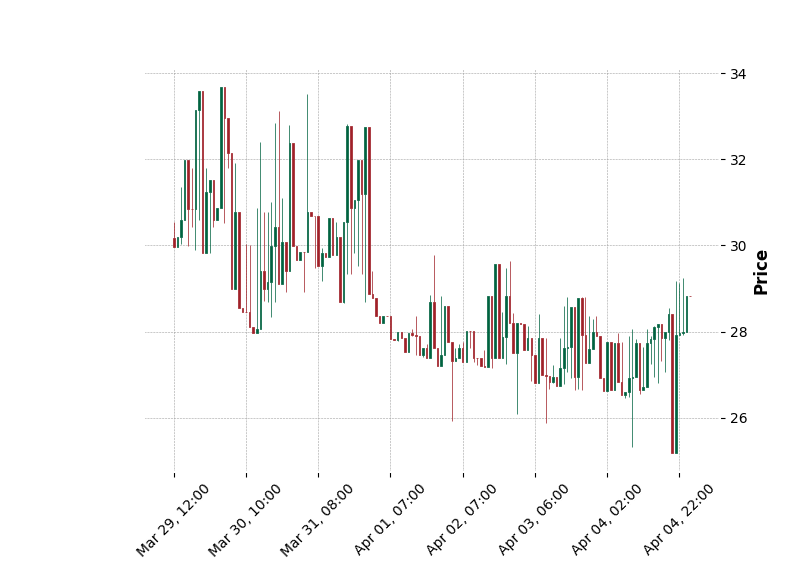 34
32
30
28
26
Price
Mar 29, 12:00
Mar 30, 10:00
Mar 31, 08:00
Apr 01, 07:00
Apr 02, 07:00
Apr 03, 06:00
Apr 04, 02:00
Apr 04, 22:00